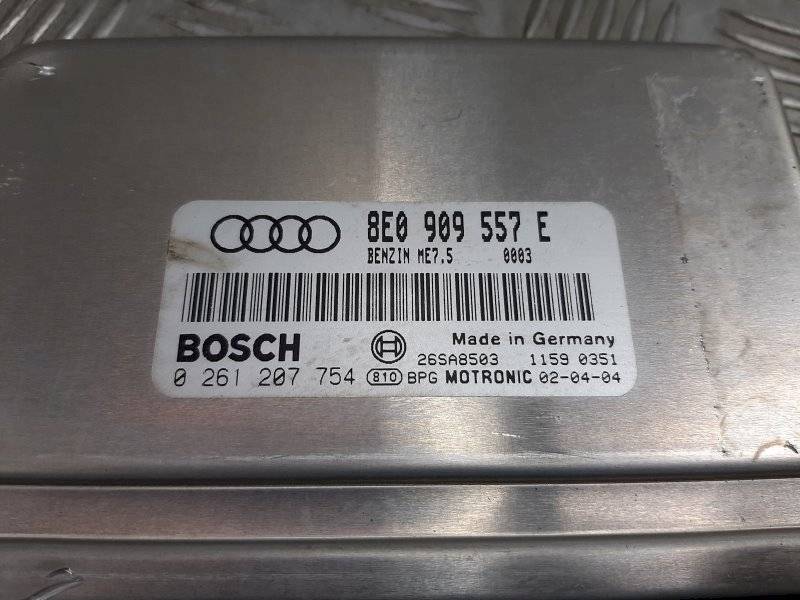 8E0 909 557 E
BENZIN ME7.5 0003
BOSCH Made in Germany
26SA8503 1159 0351
0 261 207 754 810 BPG MOTRONIC 02-04-04